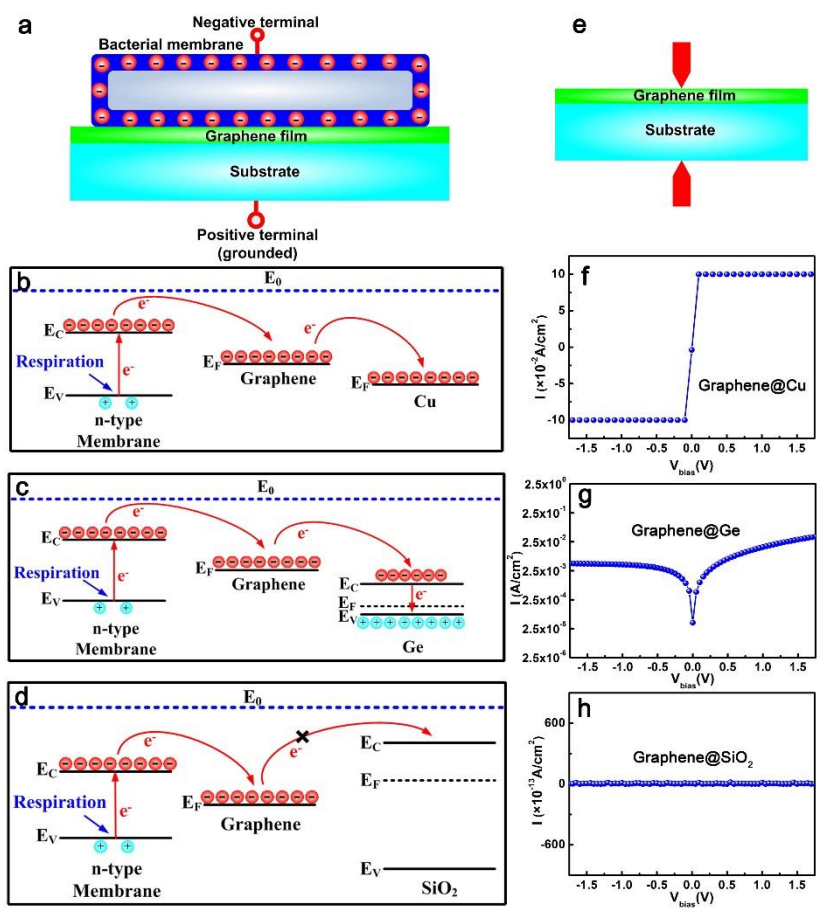 a
Negative terminal
Bacterial membrane
Graphene film
Substrate
Positive terminal
(grounded)
e
Graphene film
Substrate
b
E0
EC
e-
e-
Respiration
e-
EF
Graphene
EF
Cu
EV
n-type
Membrane
f
10
5
0
-5
-10
I (×10-2A/cm2)
Graphene@Cu
-1.5 -1.0 -0.5 0.0 0.5 1.0 1.5
Vbias(V)
c
E0
EC
e-
e-
Respiration
e-
EF
Graphene
EC
e-
EF
EV
EV
n-type
Membrane
Ge
g
2.5x10^0
2.5x10-1
2.5x10-2
2.5x10-3
2.5x10-4
2.5x10-5
2.5x10-6
I (A/cm2)
Graphene@Ge
-1.5 -1.0 -0.5 0.0 0.5 1.0 1.5
Vbias(V)
d
E0
EC
e-
e-
Respiration
e-
EF
Graphene
EC
EF
EV
EV
n-type
Membrane
SiO2
h
600
0
-600
I (×10-13A/cm2)
Graphene@SiO2
-1.5 -1.0 -0.5 0.0 0.5 1.0 1.5
Vbias(V)